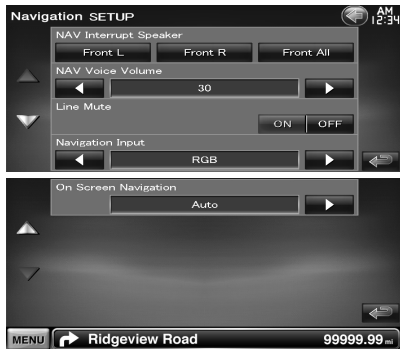 Navigation SETUP
AM
12:34
NAV Interrupt Speaker
Front L Front R Front All
NAV Voice Volume
30
Line Mute
ON OFF
Navigation Input
RGB
On Screen Navigation
Auto
MENU Ridgeview Road 99999.99 mi